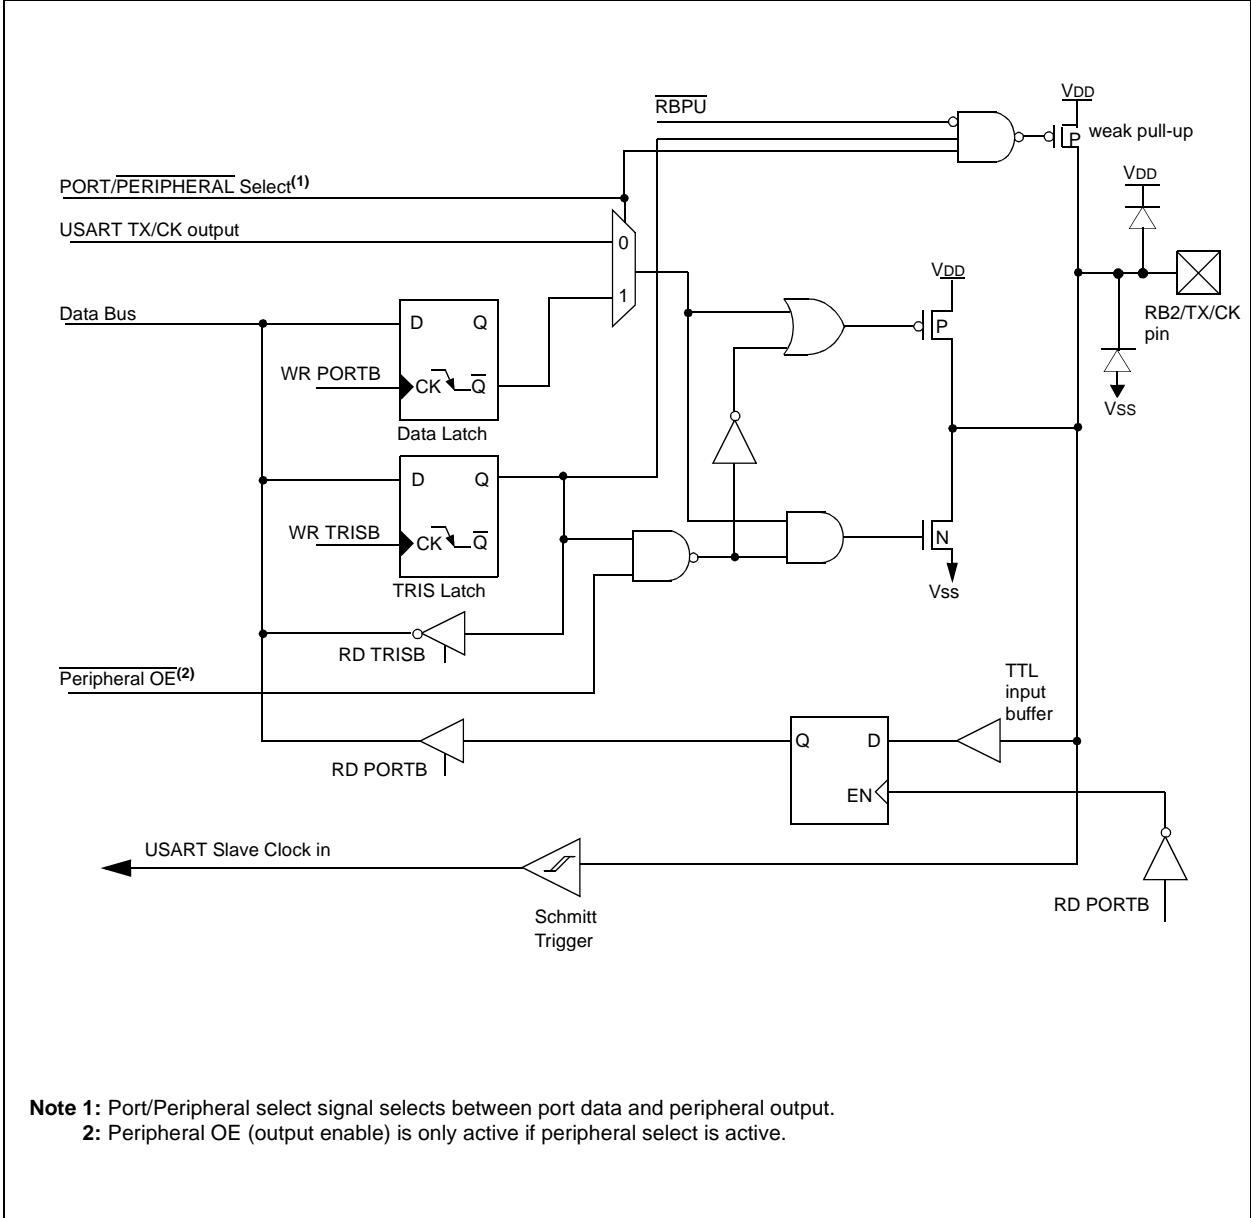 VDD
RBPU
P weak pull-up
PORT/PERIPHERAL Select(1)
VDD
USART TX/CK output
0
VDD
1
Data Bus
D Q
P
RB2/TX/CK
pin
WR PORTB
CK Q
VSS
Data Latch
D Q
WR TRISB
CK Q
N
TRIS Latch
Vss
RD TRISB
Peripheral OE(2)
TTL
input
buffer
Q D
RD PORTB
EN
USART Slave Clock in
RD PORTB
Schmitt
Trigger
Note 1: Port/Peripheral select signal selects between port data and peripheral output.
2: Peripheral OE (output enable) is only active if peripheral select is active.